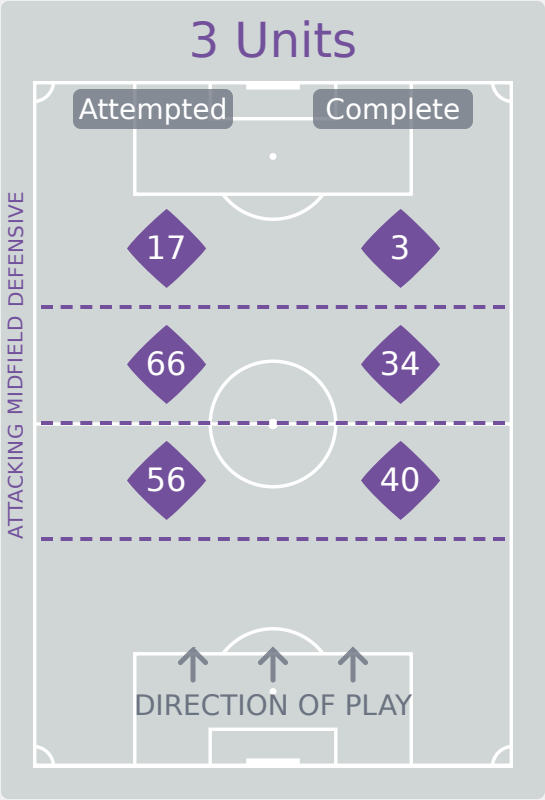 3 Units
Attempted Complete
17 3
66 34
56 40
ATTACKING MIDFIELD DEFENSIVE
DIRECTION OF PLAY